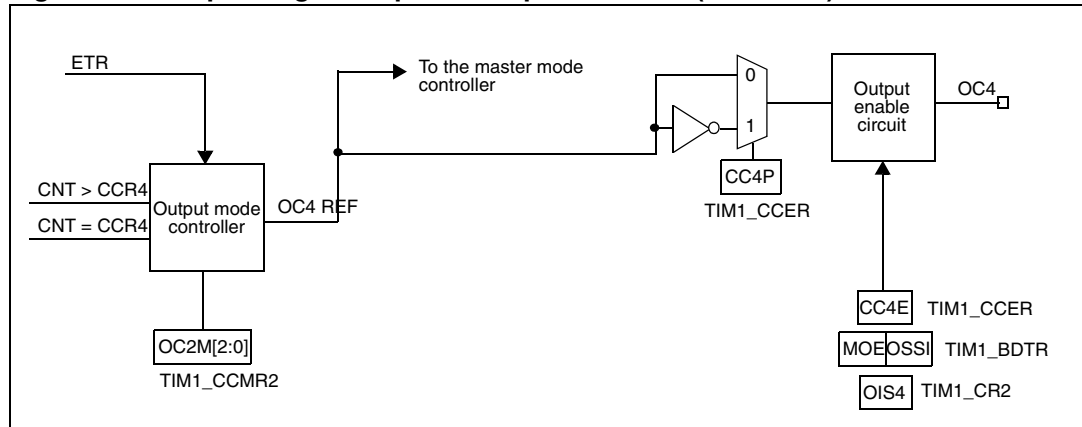 ETR
To the master mode
controller
0
1
Output
enable
circuit
OC4
CNT > CCR4
CNT = CCR4
Output mode
controller
OC4 REF
CC4P
TIM1_CCER
OC2M[2:0]
TIM1_CCMR2
CC4E TIM1_CCER
MOE OSSI TIM1_BDTR
OIS4 TIM1_CR2